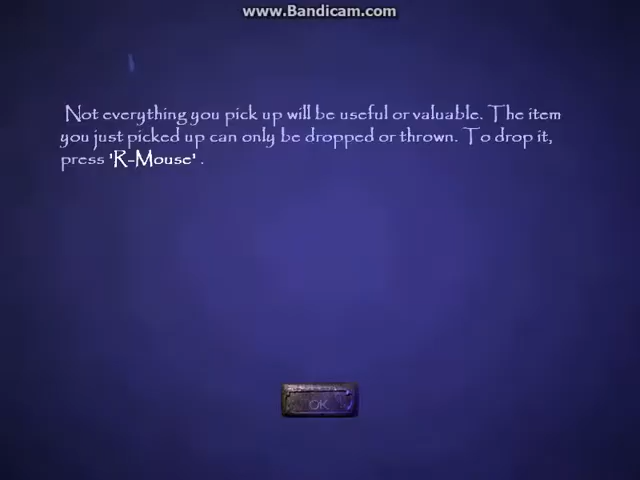 www.Bandicam.com
Not everything you pick up will be useful or valuable. The item
you just picked up can only be dropped or thrown. To drop it,
press 'R-Mouse' .
OK